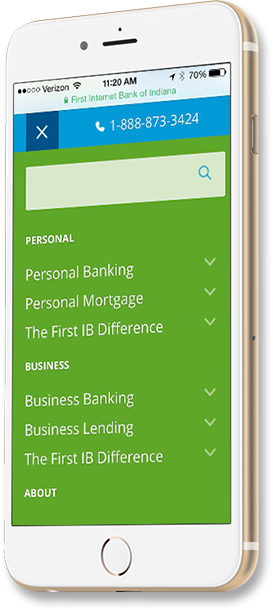 ●●○○○ Verizon 11:20 AM 70%
First Internet Bank of Indiana
X 1-888-873-3424
PERSONAL
Personal Banking
Personal Mortgage
The First IB Difference
BUSINESS
Business Banking
Business Lending
The First IB Difference
ABOUT